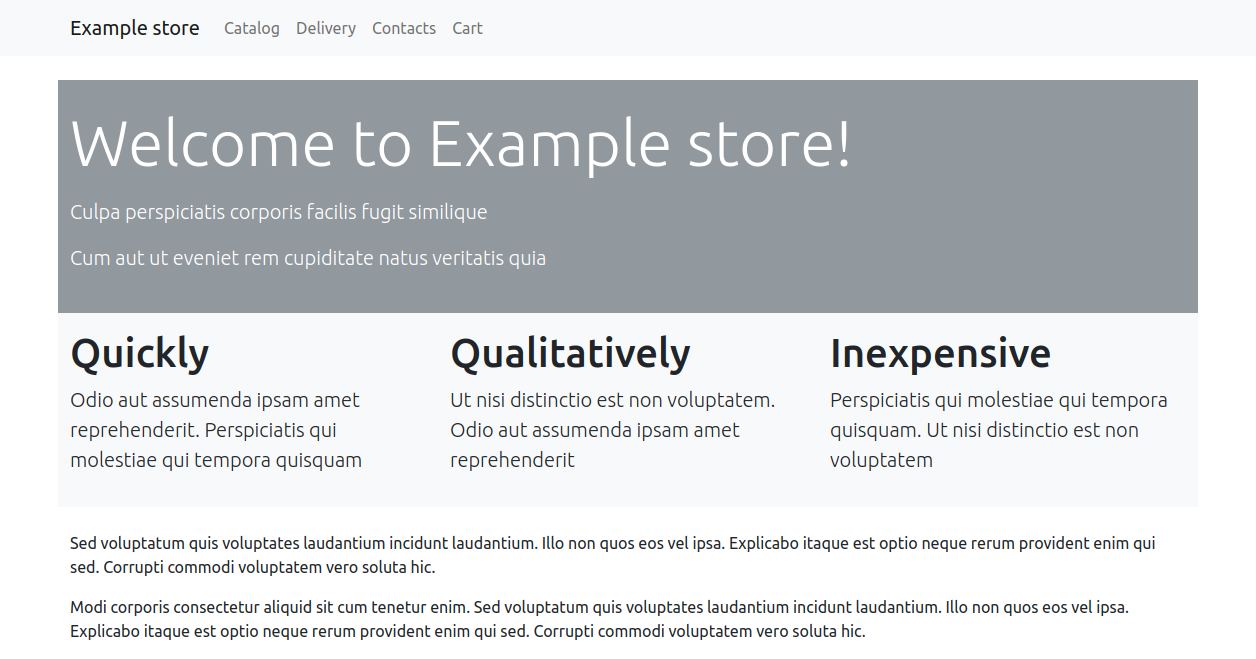 Example store Catalog Delivery Contacts Cart
Welcome to Example store!
Culpa perspiciatis corporis facilis fugit similique
Cum aut ut eveniet rem cupiditate natus veritatis quia
Quickly
Odio aut assumenda ipsam amet
reprehenderit. Perspiciatis qui
molestiae qui tempora quisquam
Qualitatively
Ut nisi distinctio est non voluptatem.
Odio aut assumenda ipsam amet
reprehenderit
Inexpensive
Perspiciatis qui molestiae qui tempora
quisquam. Ut nisi distinctio est non
voluptatem
Sed voluptatum quis voluptates laudantium incidunt laudantium. Illo non quos eos vel ipsa. Explicabo itaque est optio neque rerum provident enim qui
sed. Corrupti commodi voluptatem vero soluta hic.
Modi corporis consectetur aliquid sit cum tenetur enim. Sed voluptatum quis voluptates laudantium incidunt laudantium. Illo non quos eos vel ipsa.
Explicabo itaque est optio neque rerum provident enim qui sed. Corrupti commodi voluptatem vero soluta hic.